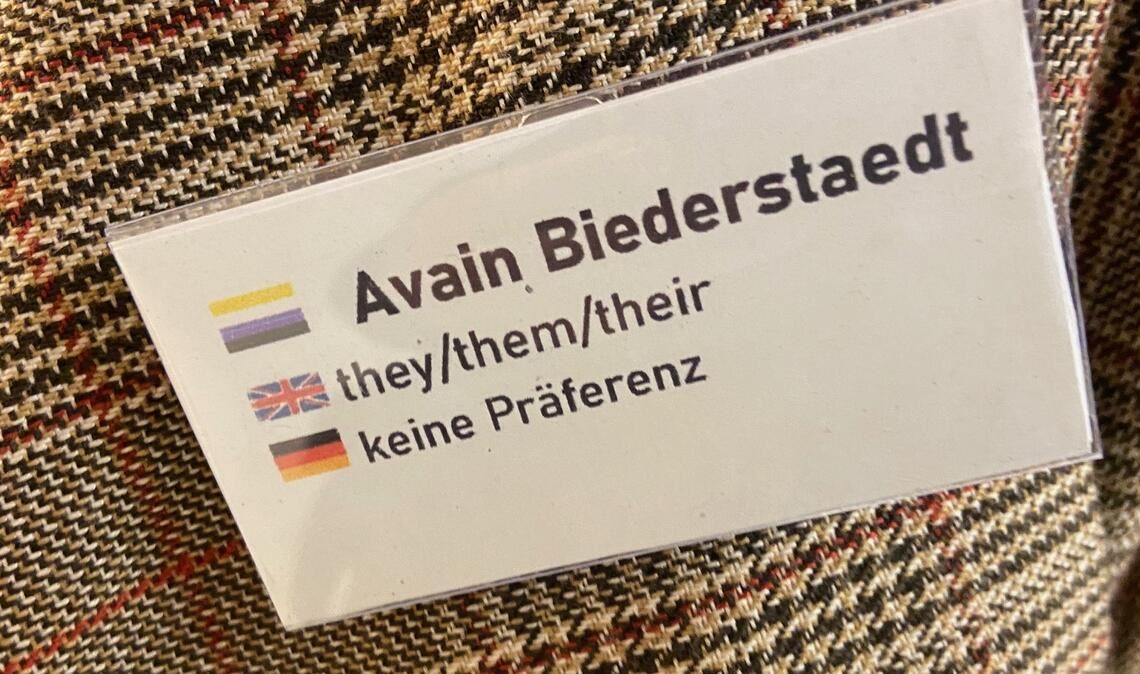 Avain Biederstaedt
they/them/their
keine Präferenz